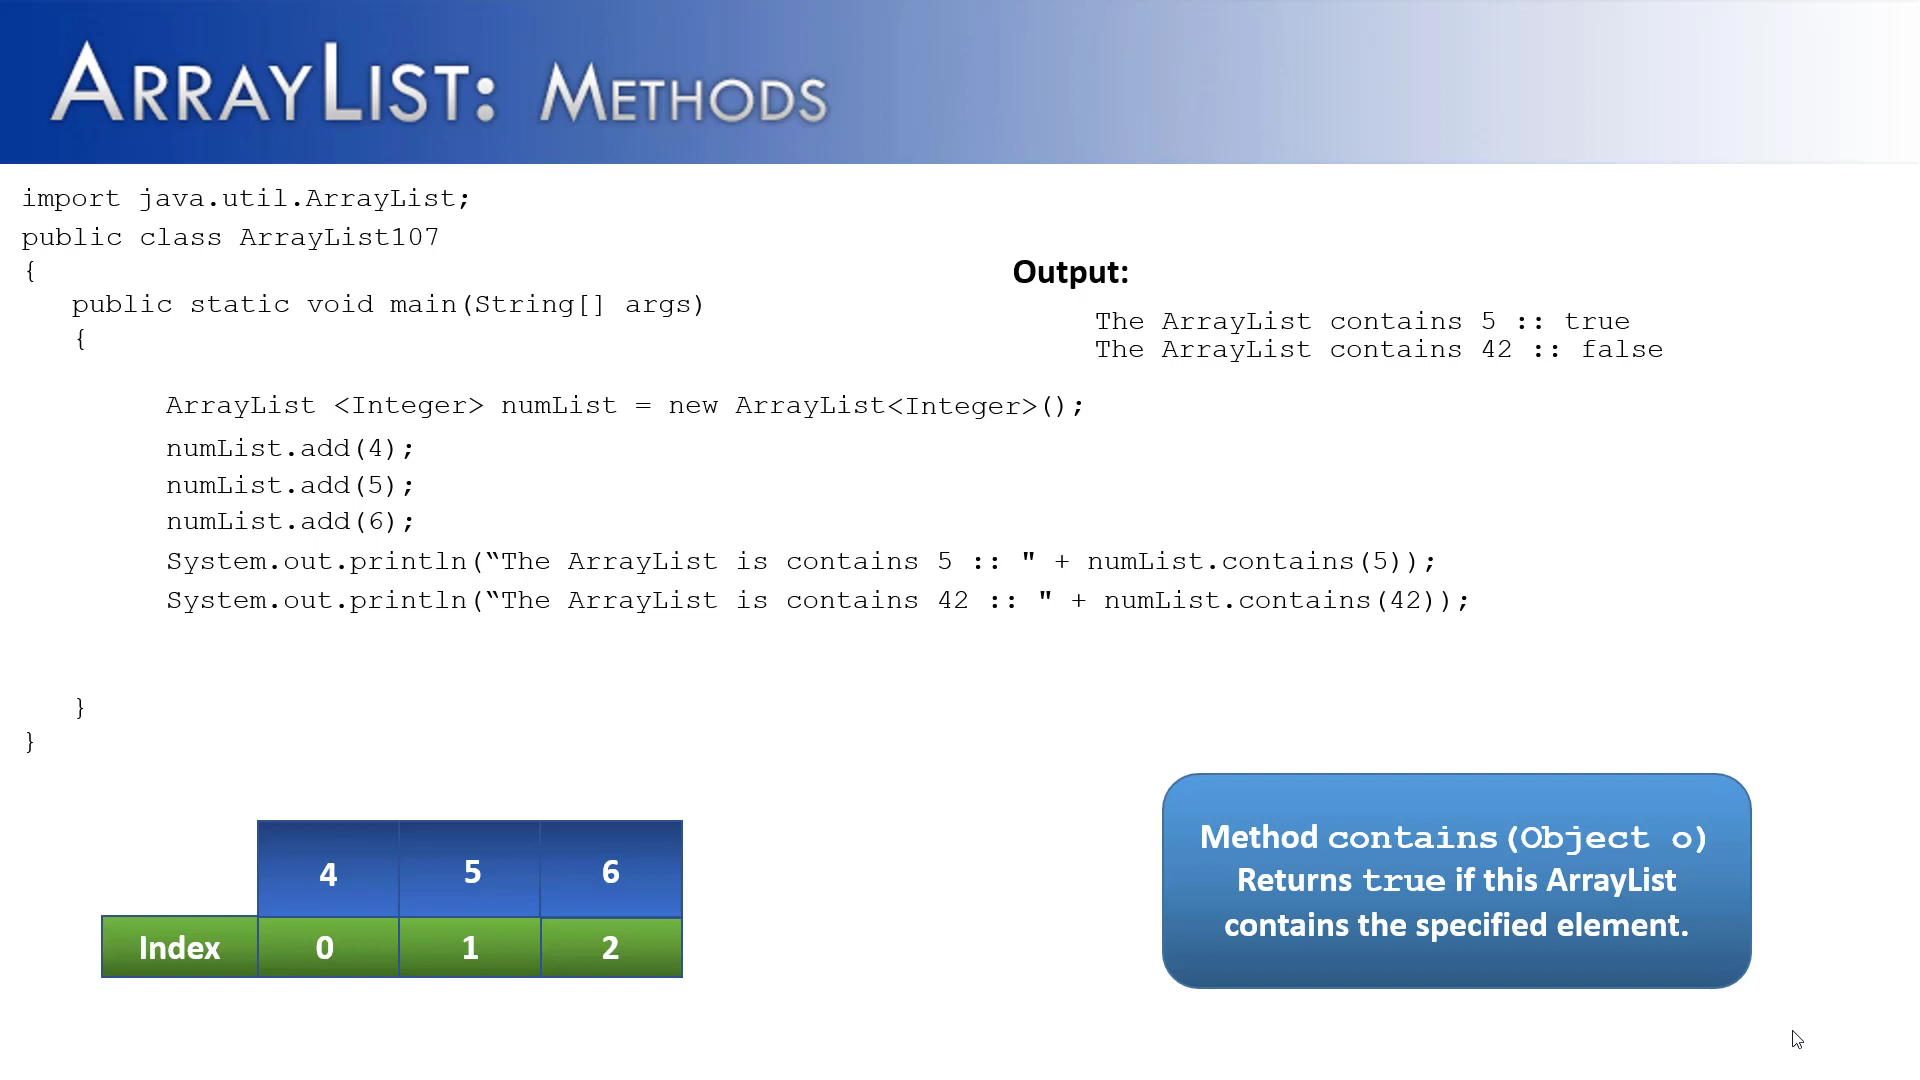 ArrayList: Methods
import java.util.ArrayList;
public class ArrayList107
{
public static void main(String[] args)
{
ArrayList <Integer> numList = new ArrayList<Integer>();
numList.add(4);
numList.add(5);
numList.add(6);
System.out.println(“The ArrayList is contains 5 :: " + numList.contains(5));
System.out.println(“The ArrayList is contains 42 :: " + numList.contains(42));
}
}
Output:
The ArrayList contains 5 :: true
The ArrayList contains 42 :: false
4 5 6
Index 0 1 2
Method contains(Object o)
Returns true if this ArrayList
contains the specified element.